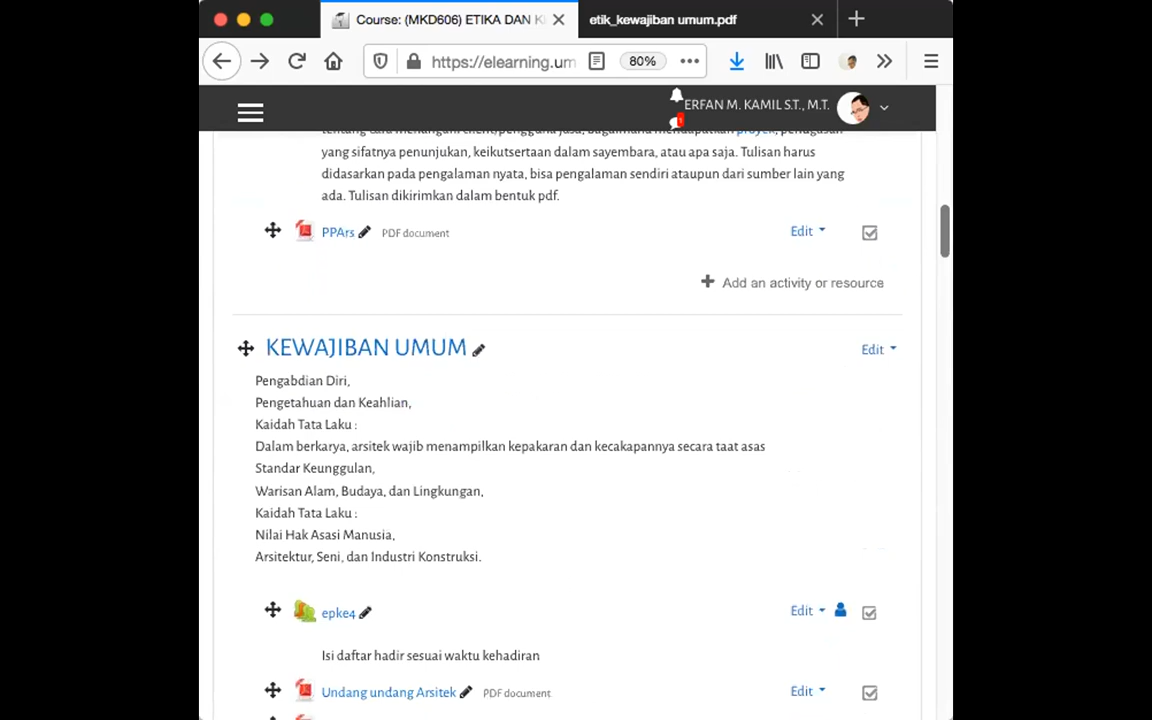 Course: (MKD606) ETIKA DAN K
etik_kewajiban umum.pdf
https://elearning.um
80%
ERFAN M. KAMIL S.T., M.T.
yang sifatnya penunjukan, keikutsertaan dalam sayembara, atau apa saja. Tulisan harus
didasarkan pada pengalaman nyata, bisa pengalaman sendiri ataupun dari sumber lain yang
ada. Tulisan dikirimkan dalam bentuk pdf.
PPArs PDF document Edit
Add an activity or resource
KEWAJIBAN UMUM Edit
Pengabdian Diri,
Pengetahuan dan Keahlian,
Kaidah Tata Laku :
Dalam berkarya, arsitek wajib menampilkan kepakaran dan kecakapannya secara taat asas
Standar Keunggulan,
Warisan Alam, Budaya, dan Lingkungan,
Kaidah Tata Laku :
Nilai Hak Asasi Manusia,
Arsitektur, Seni, dan Industri Konstruksi.
epke4 Edit
Isi daftar hadir sesuai waktu kehadiran
Undang undang Arsitek PDF document Edit